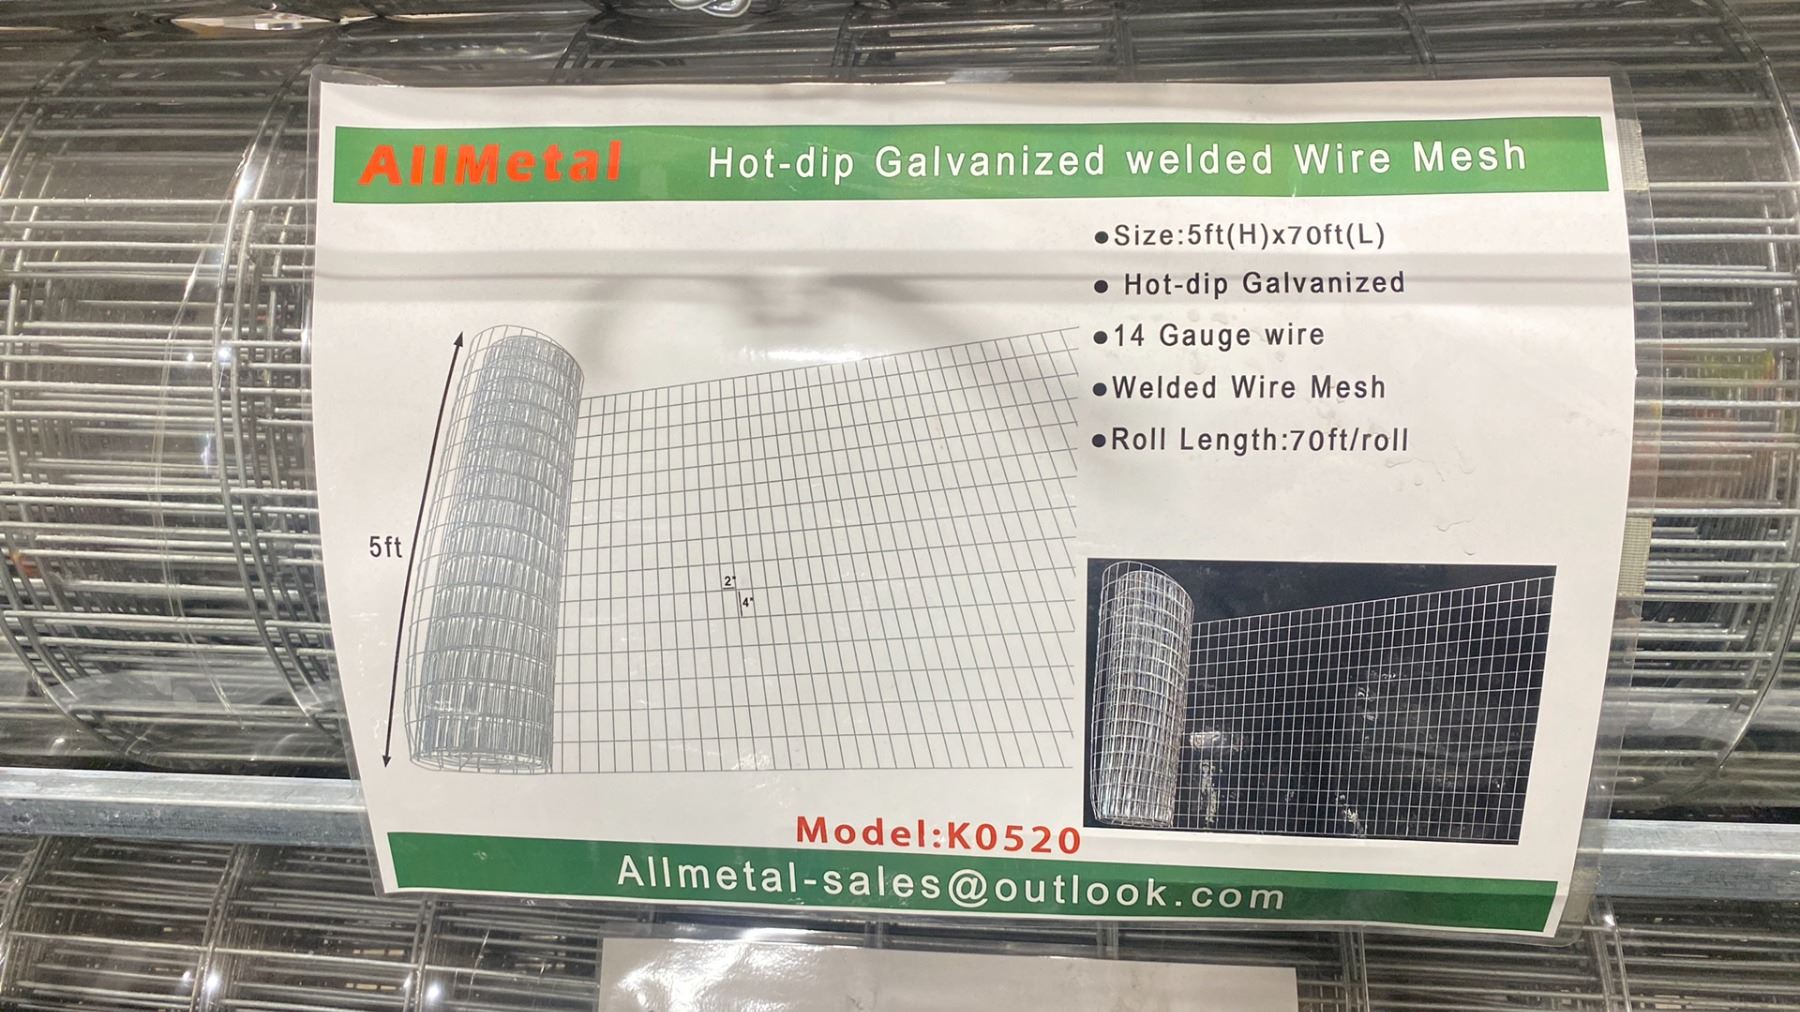 AllMetal Hot-dip Galvanized welded Wire Mesh
●Size:5ft(H)x70ft(L)
● Hot-dip Galvanized
●14 Gauge wire
●Welded Wire Mesh
●Roll Length:70ft/roll
5ft
2"
4"
Model:K0520
Allmetal-sales@outlook.com